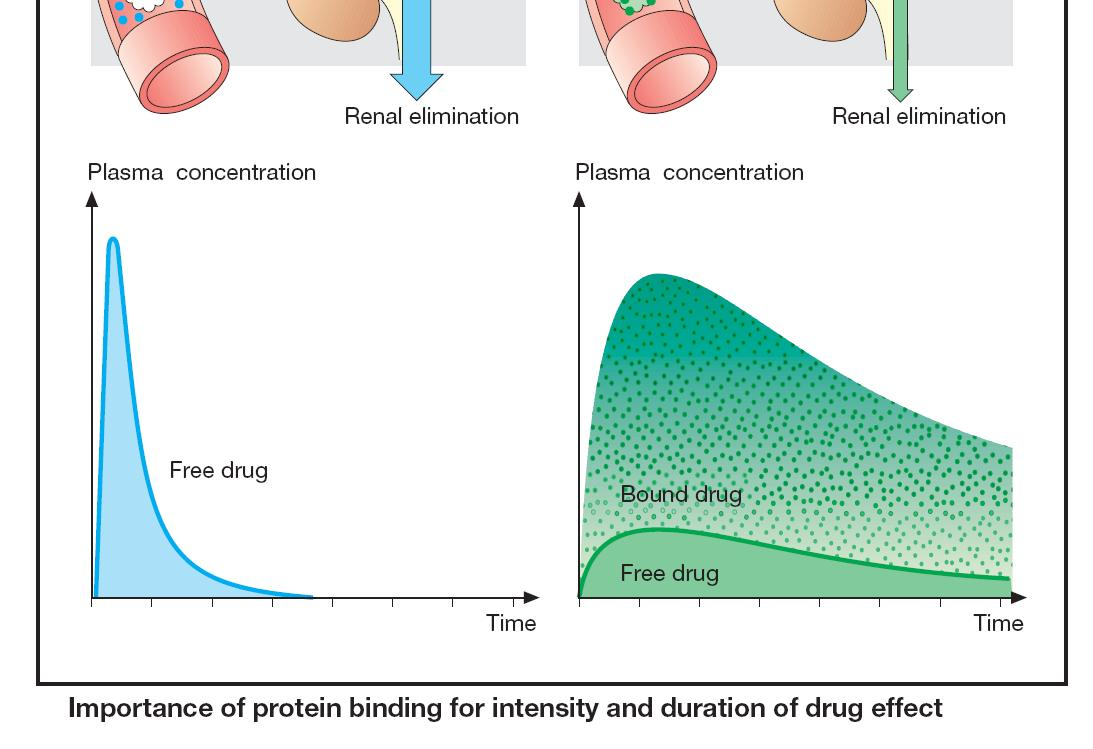 Renal elimination
Renal elimination
Plasma concentration
Plasma concentration
Free drug
Bound drug
Free drug
Time
Time
Importance of protein binding for intensity and duration of drug effect